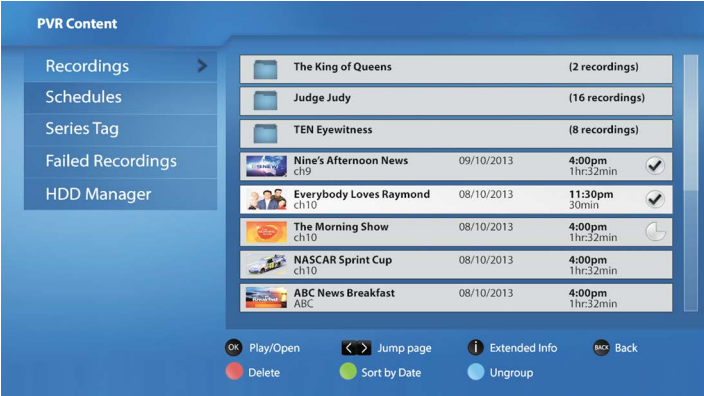 PVR Content
Recordings
Schedules
Series Tag
Failed Recordings
HDD Manager
The King of Queens (2 recordings)
Judge Judy (16 recordings)
TEN Eyewitness (8 recordings)
Nine's Afternoon News 09/10/2013 4:00pm
ch9 1hr:32min
Everybody Loves Raymond 08/10/2013 11:30pm
ch10 30min
The Morning Show 08/10/2013 4:00pm
ch10 1hr:32min
NASCAR Sprint Cup 08/10/2013 4:00pm
ch10 1hr:32min
ABC News Breakfast 08/10/2013 4:00pm
ABC 1hr:32min
OK Play/Open Jump page i Extended Info BACK Back
Delete Sort by Date Ungroup